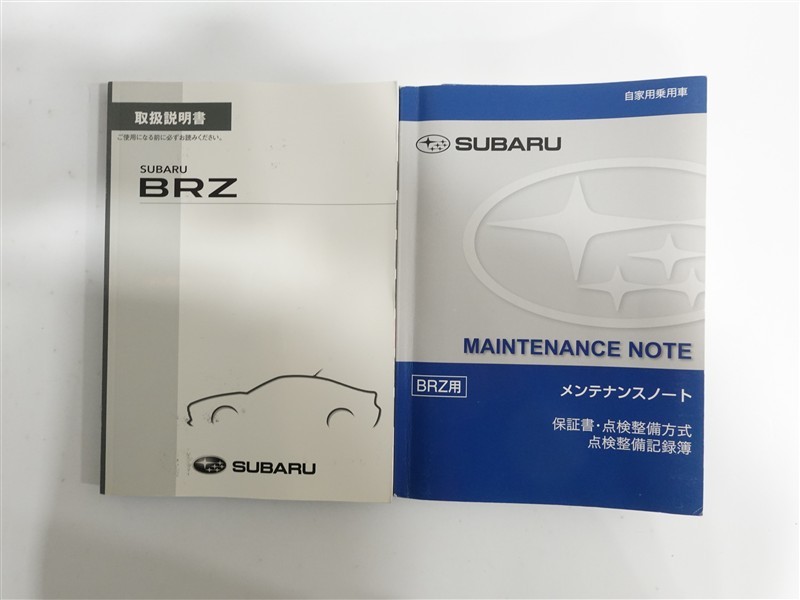 取扱説明書
ご使用になる前に必ずお読みください。
SUBARU
BRZ
SUBARU
自家用乗用車
SUBARU
MAINTENANCE NOTE
BRZ用
メンテナンスノート
保証書・点検整備方式
点検整備記録簿